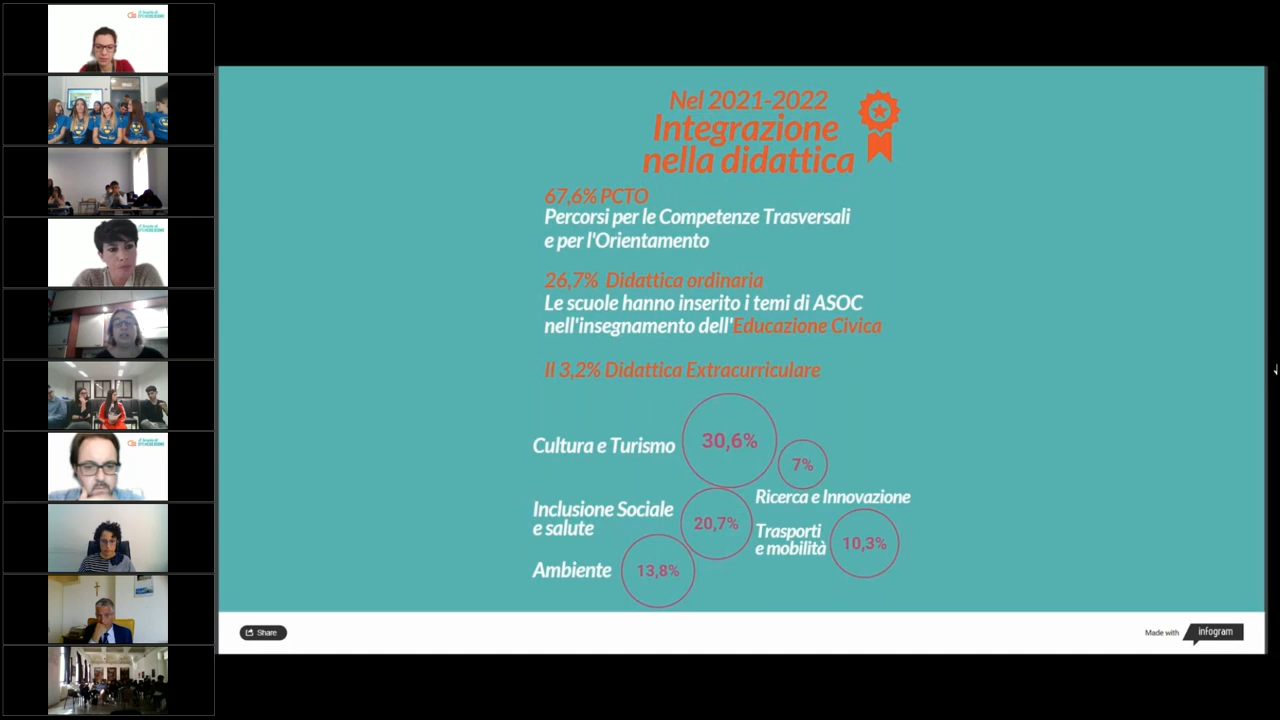 Nel 2021-2022
Integrazione
nella didattica
67,6% PCTO
Percorsi per le Competenze Trasversali
e per l'Orientamento
26,7% Didattica ordinaria
Le scuole hanno inserito i temi di ASOC
nell'insegnamento dell'Educazione Civica
Il 3,2% Didattica Extracurriculare
Cultura e Turismo
30,6%
7%
Ricerca e Innovazione
Inclusione Sociale
e salute
20,7%
Trasporti
e mobilità
10,3%
Ambiente
13,8%
Share
Made with
infogram